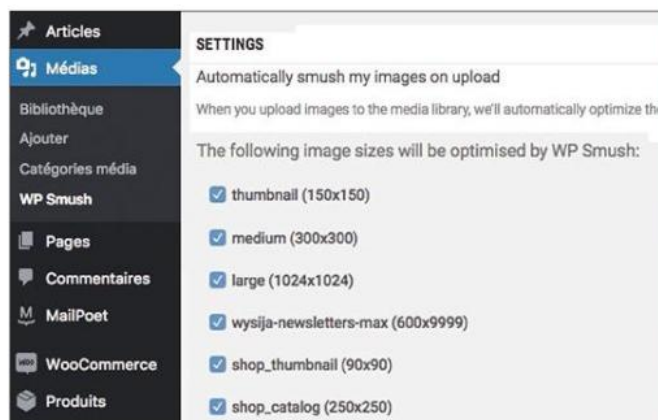 Articles
Médias
Bibliothèque
Ajouter
Catégories média
WP Smush
Pages
Commentaires
MailPoet
WooCommerce
Produits
SETTINGS
Automatically smush my images on upload
When you upload images to the media library, we'll automatically optimize
The following image sizes will be optimised by WP Smush:
thumbnail (150x150)
medium (300x300)
large (1024x1024)
wysija-newsletters-max (600x9999)
shop_thumbnail (90x90)
shop_catalog (250x250)